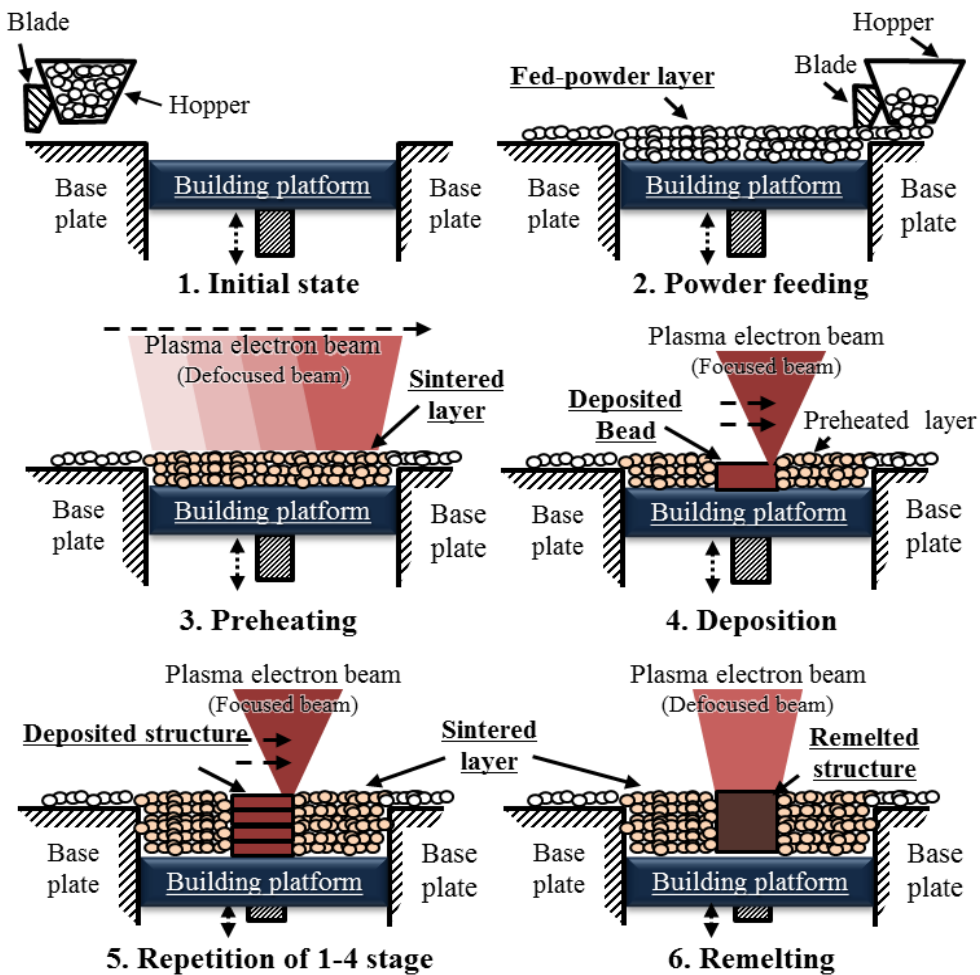 Blade
Hopper
Base
plate
Building platform
Base
plate
1. Initial state
Hopper
Blade
Fed-powder layer
Base
plate
Building platform
Base
plate
2. Powder feeding
Plasma electron beam
(Defocused beam)
Sintered
layer
Base
plate
Building platform
Base
plate
3. Preheating
Plasma electron beam
(Focused beam)
Deposited
Bead
Preheated layer
Base
plate
Building platform
Base
plate
4. Deposition
Plasma electron beam
(Focused beam)
Deposited structure
Sintered
layer
Base
plate
Building platform
Base
plate
5. Repetition of 1-4 stage
Plasma electron beam
(Defocused beam)
Remelted
structure
Base
plate
Building platform
Base
plate
6. Remelting